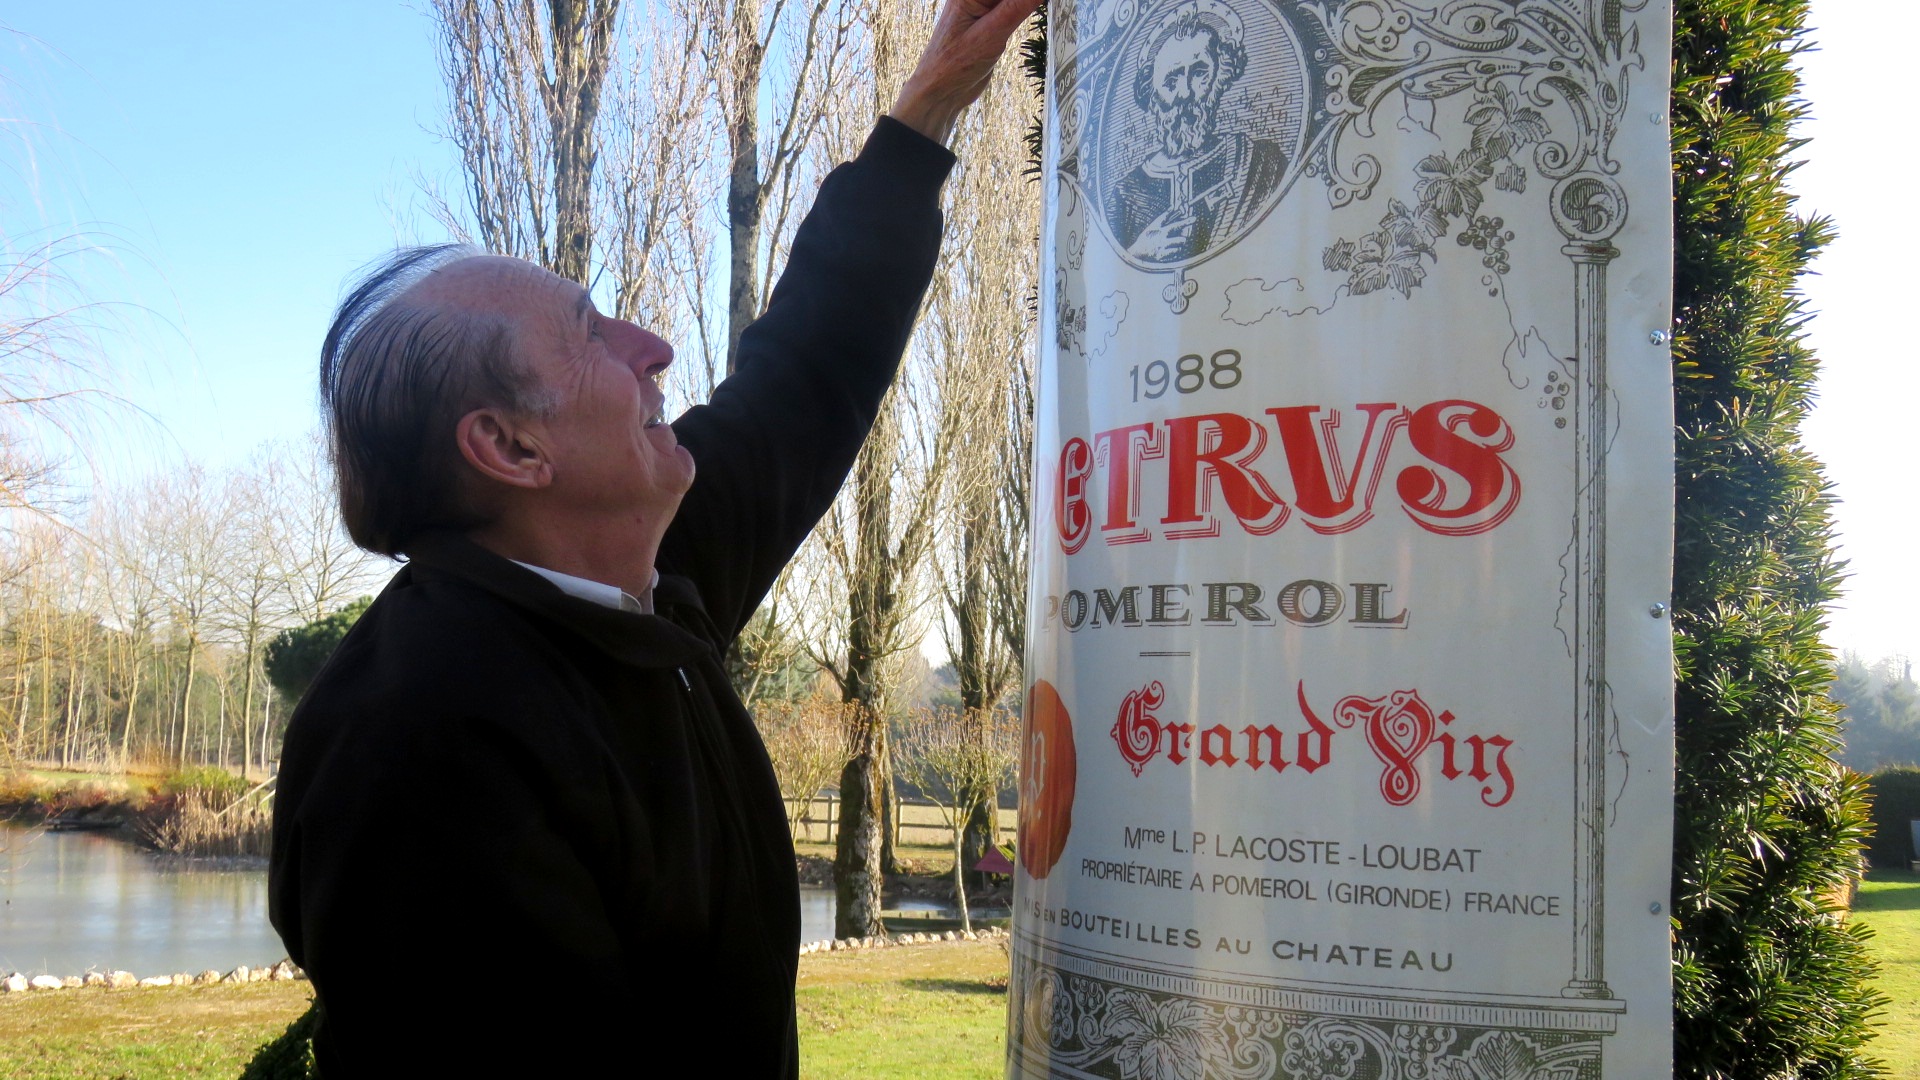 1988
ETRVS
POMEROL
Grand Vin
Mme L.P. LACOSTE-LOUBAT
PROPRIÉTAIRE A POMEROL (GIRONDE) FRANCE
MIS EN BOUTEILLES AU CHATEAU